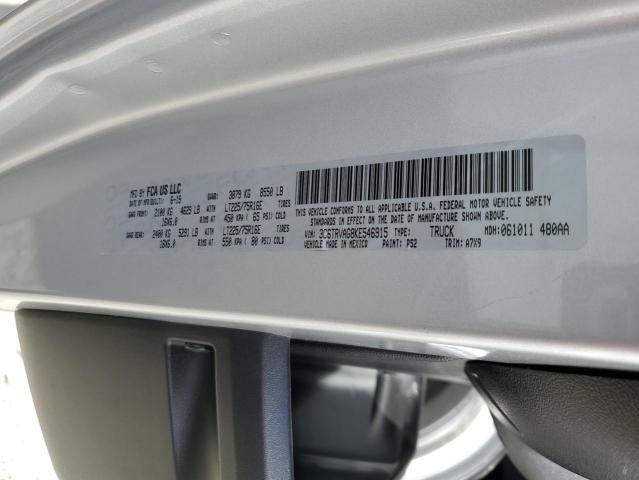 MFD BY FCA US LLC
DATE OF MFR/BUILT: 6-19 GVWR: 3879 KG 8550 LB
2100 KG 4629 LB WITH LT225/75R16E TIRES
16X6.0 RIMS AT 450 KPA ( 65 PSI) COLD
GAWR REAR: 2400 KG 5291 LB WITH LT225/75R16E TIRES
16X6.0 RIMS AT 550 KPA ( 80 PSI) COLD
THIS VEHICLE CONFORMS TO ALL APPLICABLE U.S.A. FEDERAL MOTOR VEHICLE SAFETY
STANDARDS IN EFFECT ON THE DATE OF MANUFACTURE SHOWN ABOVE.
VIN: 3C6TRVAG8KE546915 TYPE: TRUCK MDH: 061011 480AA
VEHICLE MADE IN MEXICO PAINT: PS2 TRIM: A7X9